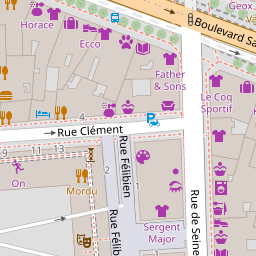 Horace
Ecco
Geox
Boulevard Sa
Father
& Sons
Le Coq
Sportif
4
Rue Clément
11
13
9
On
Mordu
2
Rue Félibien
Rue Félib
Rue de Seine
Sergent
Major